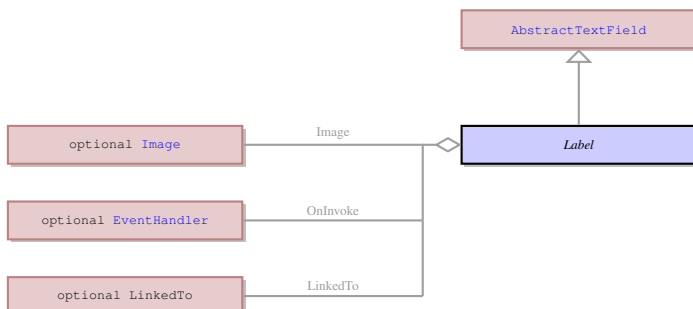 AbstractTextField
Image
optional Image
Label
OnInvoke
optional EventHandler
LinkedTo
optional LinkedTo